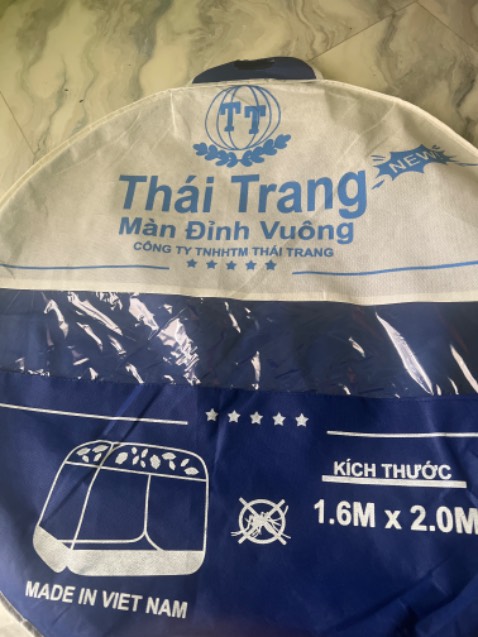 TT
Thái Trang
NEW
Màn Đỉnh Vuông
CÔNG TY TNHHTM THÁI TRANG
KÍCH THƯỚC
1.6M x 2.0M
MADE IN VIET NAM